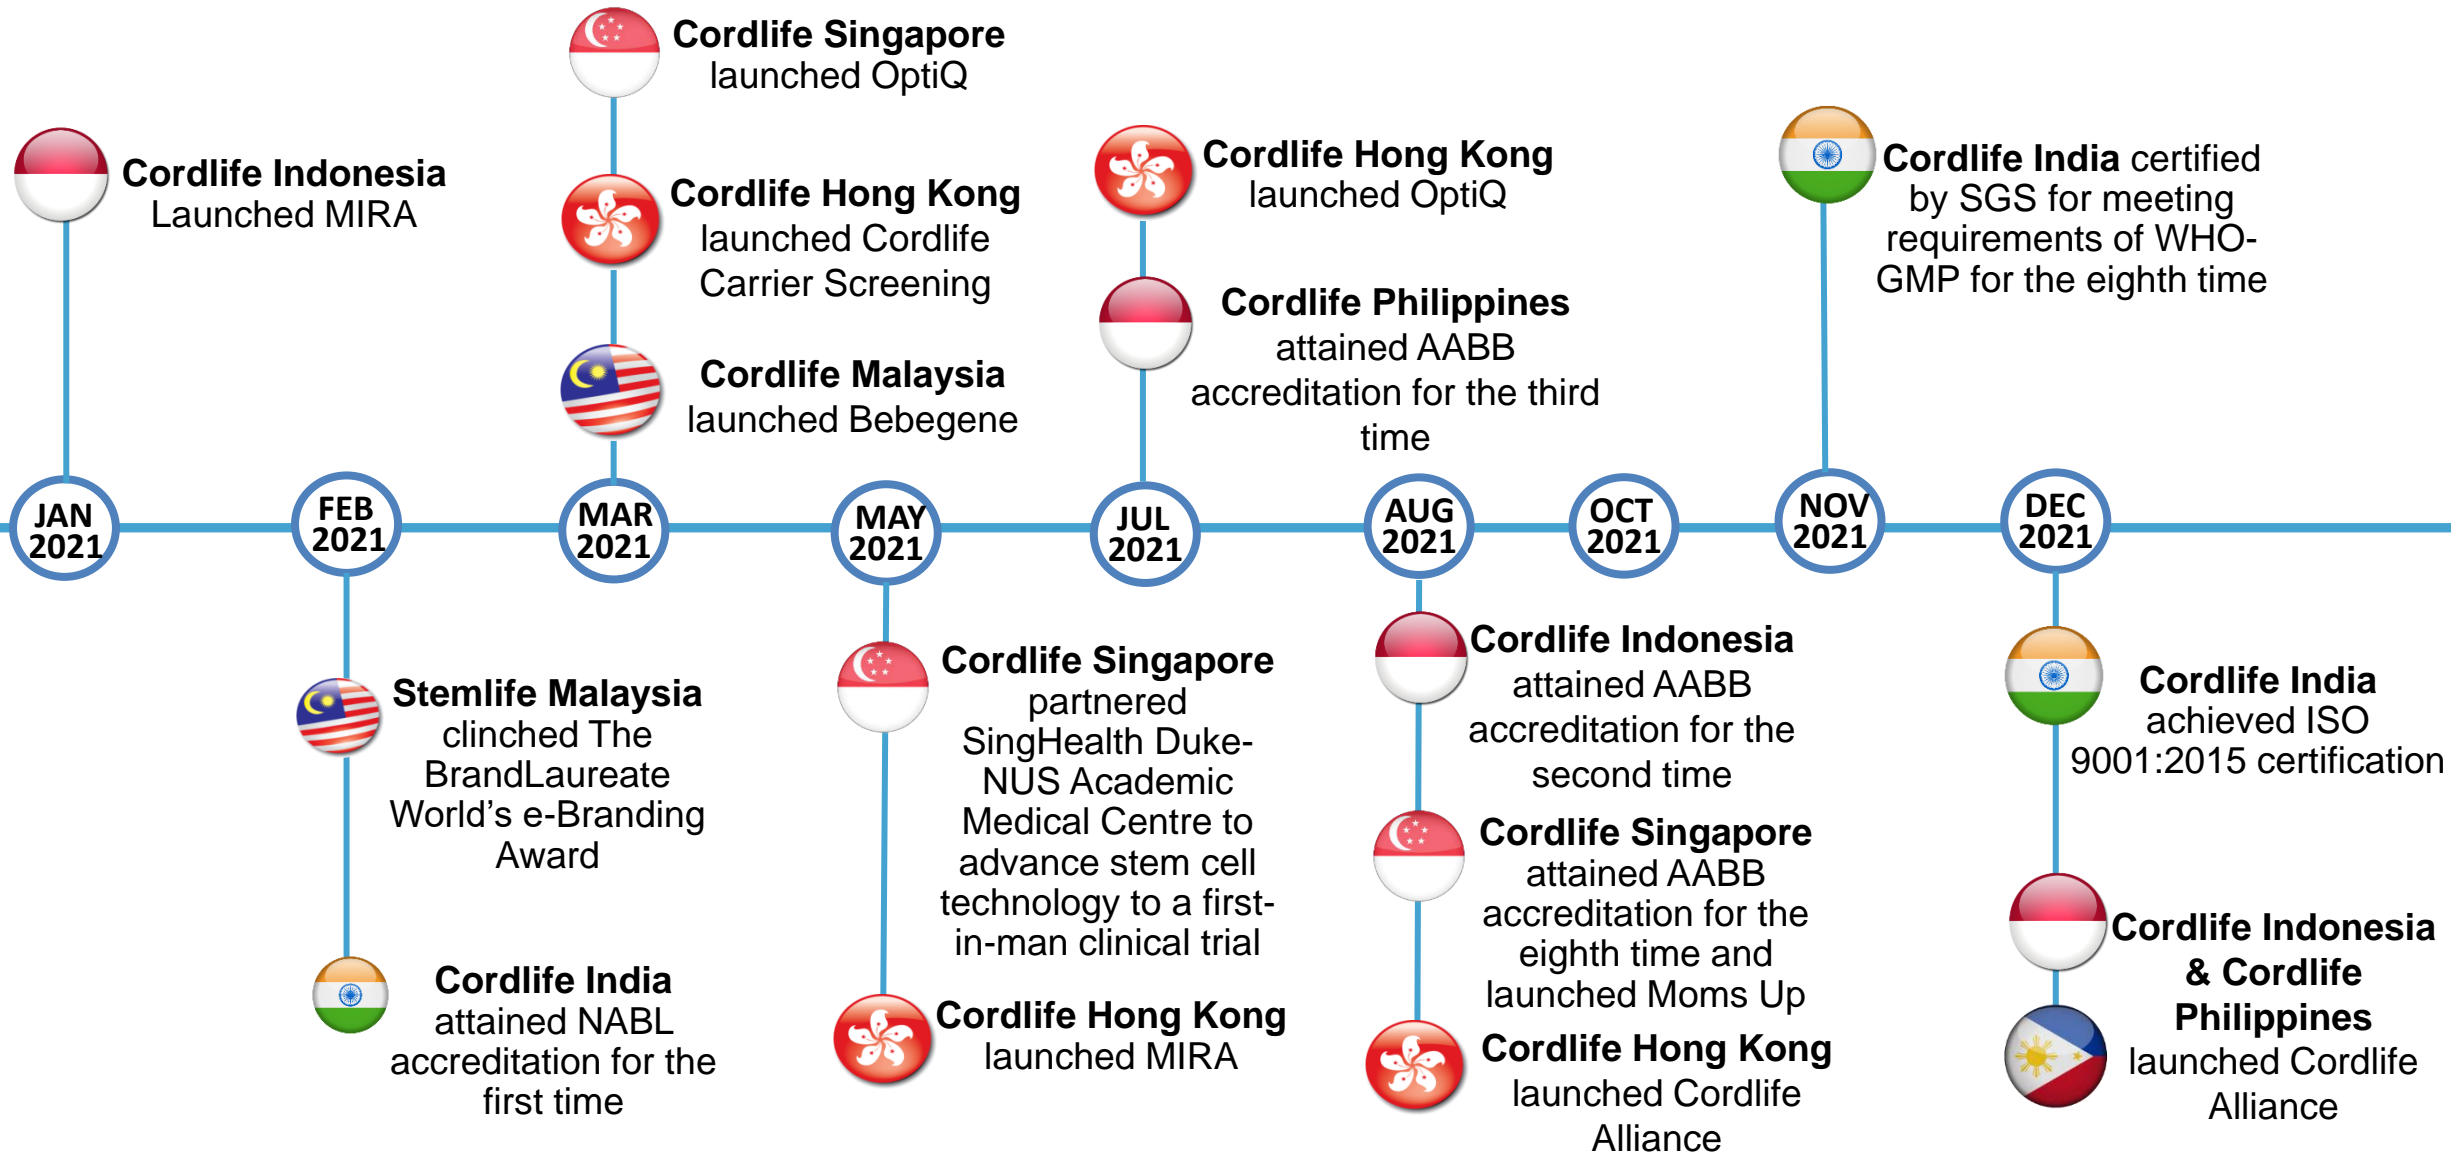 Cordlife Singapore
launched OptiQ
Cordlife Indonesia
Launched MIRA
Cordlife Hong Kong
launched Cordlife
Carrier Screening
Cordlife Malaysia
launched Bebegene
Cordlife Hong Kong
launched OptiQ
Cordlife Philippines
attained AABB
accreditation for the third
time
Cordlife India certified
by SGS for meeting
requirements of WHO-
GMP for the eighth time
JAN
2021
FEB
2021
MAR
2021
MAY
2021
JUL
2021
AUG
2021
OCT
2021
NOV
2021
DEC
2021
Stemlife Malaysia
clinched The
BrandLaureate
World’s e-Branding
Award
Cordlife India
attained NABL
accreditation for the
first time
Cordlife Singapore
partnered
SingHealth Duke-
NUS Academic
Medical Centre to
advance stem cell
technology to a first-
in-man clinical trial
Cordlife Hong Kong
launched MIRA
Cordlife Indonesia
attained AABB
accreditation for the
second time
Cordlife Singapore
attained AABB
accreditation for the
eighth time and
launched Moms Up
Cordlife Hong Kong
launched Cordlife
Alliance
Cordlife India
achieved ISO
9001:2015 certification
Cordlife Indonesia
& Cordlife
Philippines
launched Cordlife
Alliance